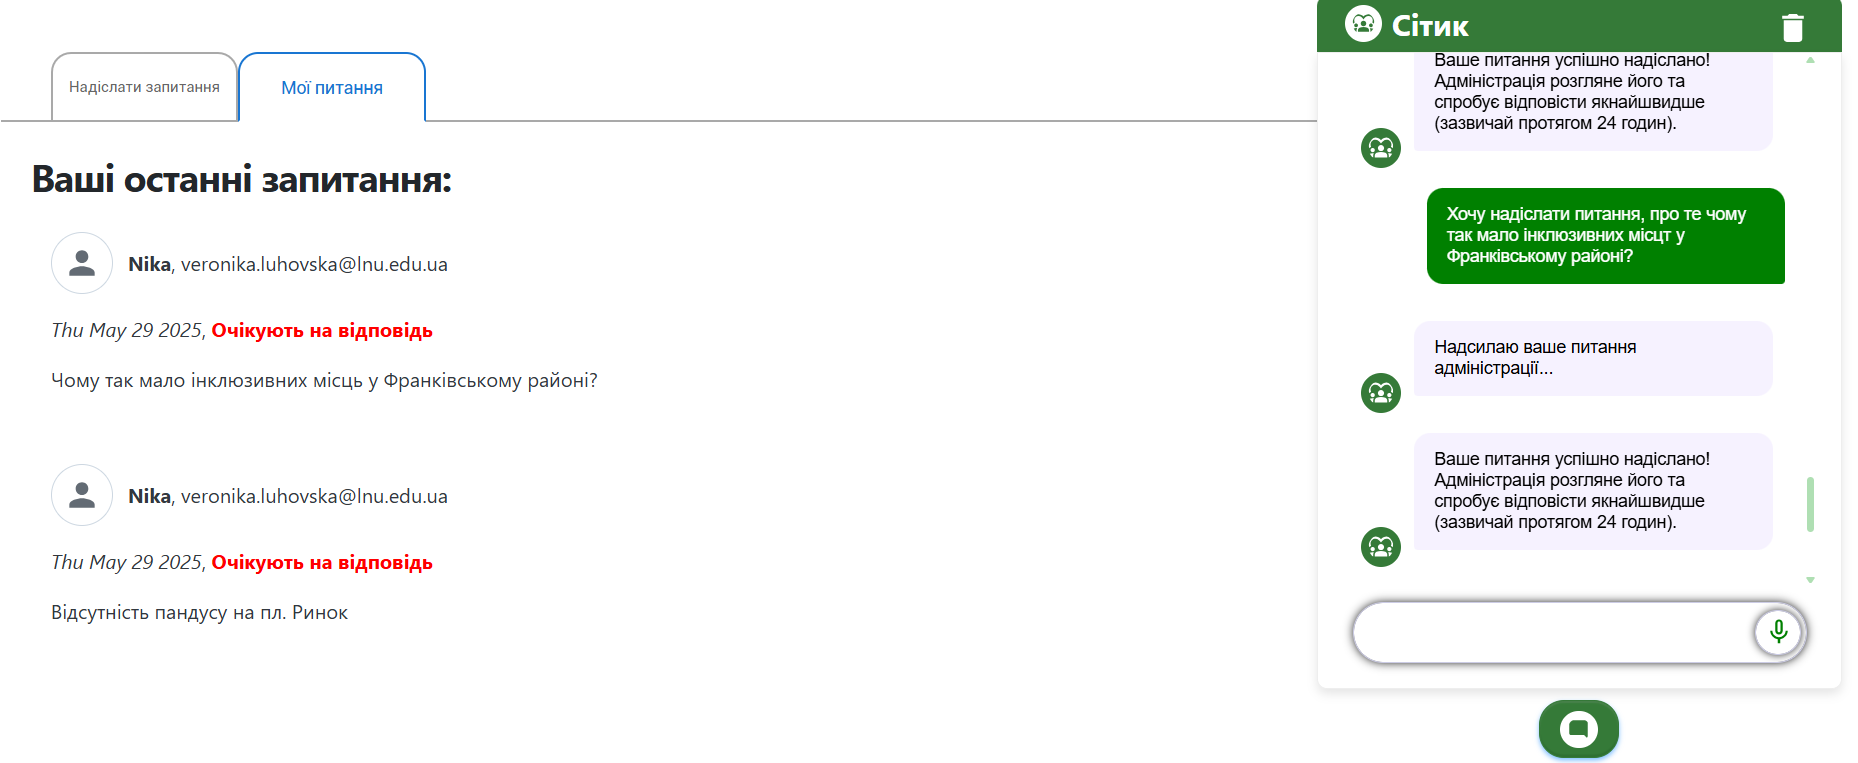 Надіслати запитання
Мої питання
Ваші останні запитання:
Nika, veronika.luhovska@lnu.edu.ua
Thu May 29 2025, Очікують на відповідь
Чому так мало інклюзивних місць у Франківському районі?
Nika, veronika.luhovska@lnu.edu.ua
Thu May 29 2025, Очікують на відповідь
Відсутність пандусу на пл. Ринок
Сітик
Ваше питання успішно надіслано!
Адміністрація розгляне його та
спробує відповісти якнайшвидше
(зазвичай протягом 24 годин).
Хочу надіслати питання, про те чому
так мало інклюзивних місцт у
Франківському районі?
Надсилаю ваше питання
адміністрації...
Ваше питання успішно надіслано!
Адміністрація розгляне його та
спробує відповісти якнайшвидше
(зазвичай протягом 24 годин).